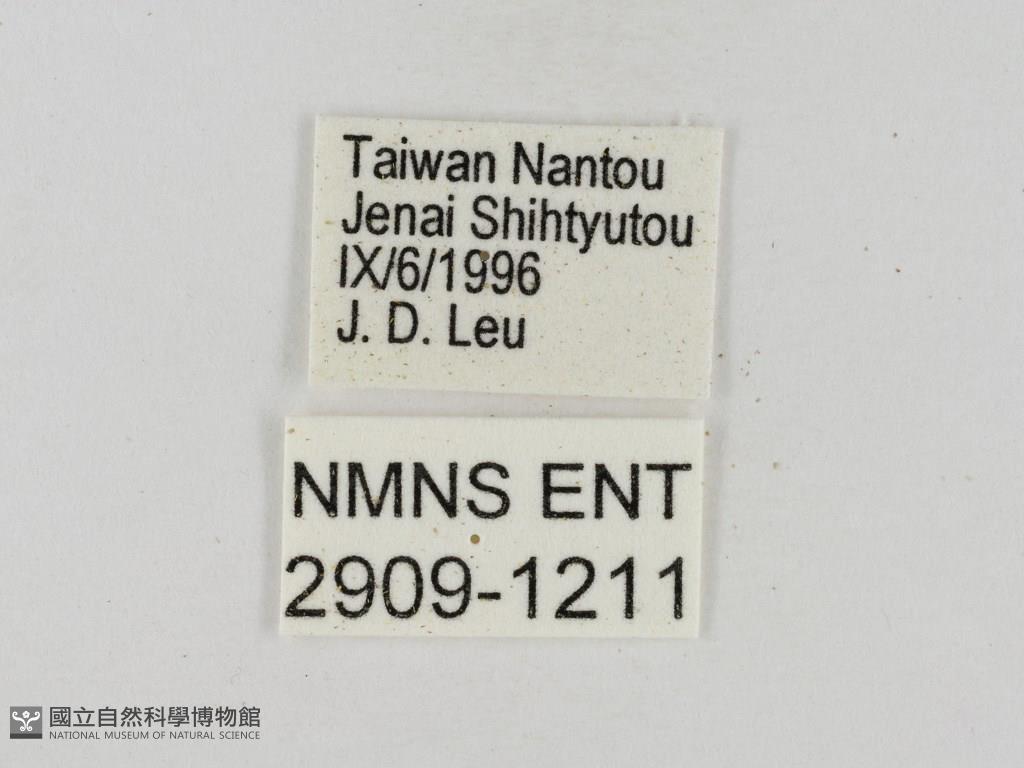 Taiwan Nantou
Jenai Shihtyutou
IX/6/1996
J. D. Leu
NMNS ENT
2909-1211
國立自然科學博物館
NATIONAL MUSEUM OF NATURAL SCIENCE